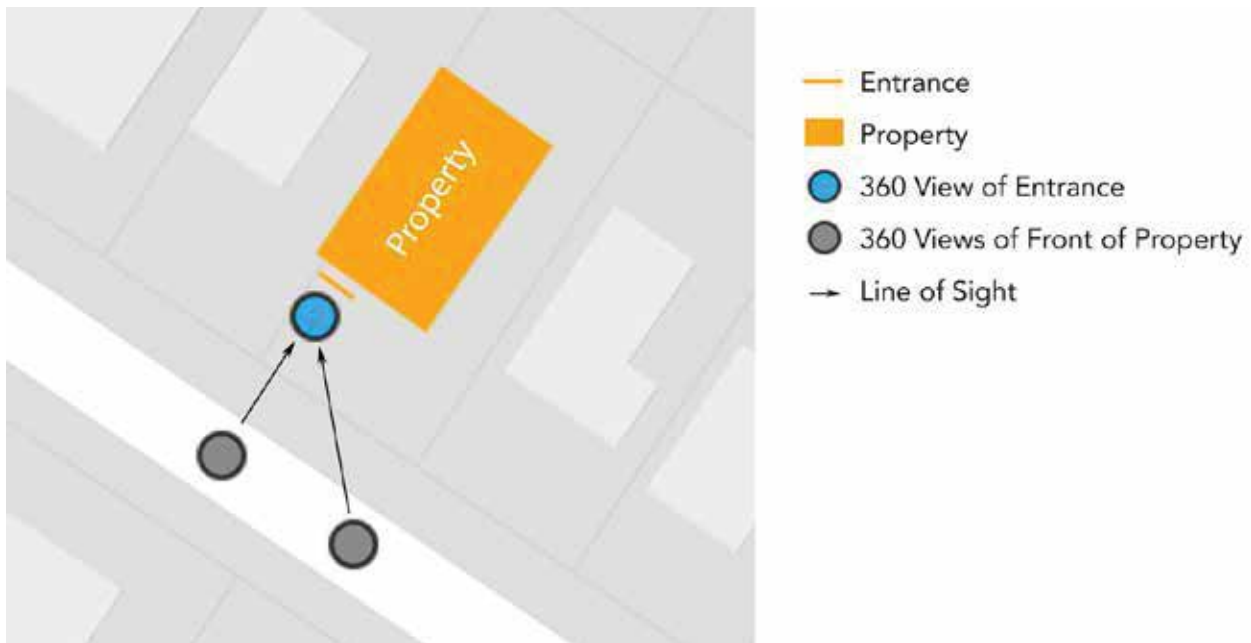 Property
Entrance
Property
360 View of Entrance
360 Views of Front of Property
Line of Sight